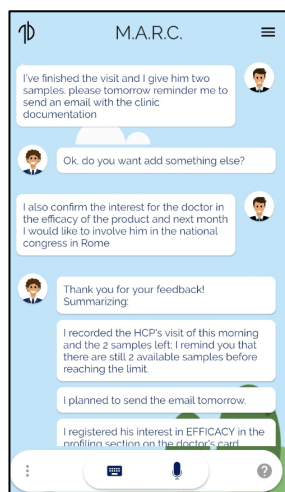 M.A.R.C.
I've finished the visit and I give him two
samples. please tomorrow reminder me to
send an email with the clinic
documentation
Ok, do you want add something else?
I also confirm the interest for the doctor in
the efficacy of the product and next month
I would like to involve him in the national
congress in Rome
Thank you for your feedback!
Summarizing:
I recorded the HCP's visit of this morning
and the 2 samples left; I remind you that
there are still 2 available samples before
reaching the limit.
I planned to send the email tomorrow.
I registered his interest in EFFICACY in the
profiling section on the doctor's card
?